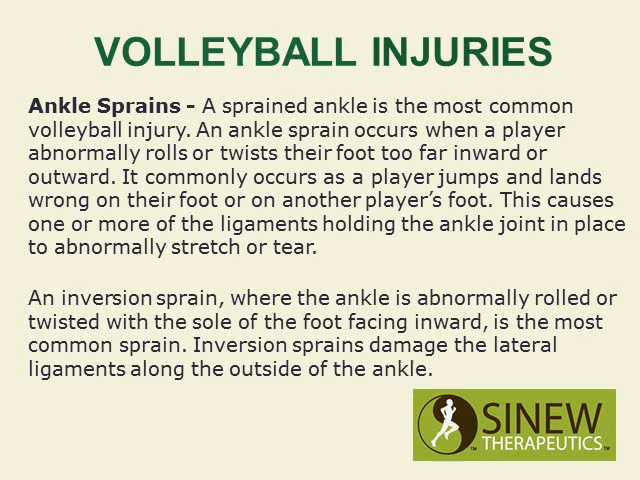 VOLLEYBALL INJURIES
Ankle Sprains - A sprained ankle is the most common
volleyball injury. An ankle sprain occurs when a player
abnormally rolls or twists their foot too far inward or
outward. It commonly occurs as a player jumps and lands
wrong on their foot or on another player’s foot. This causes
one or more of the ligaments holding the ankle joint in place
to abnormally stretch or tear.
An inversion sprain, where the ankle is abnormally rolled or
twisted with the sole of the foot facing inward, is the most
common sprain. Inversion sprains damage the lateral
ligaments along the outside of the ankle.
SINEW
THERAPEUTICS™
™